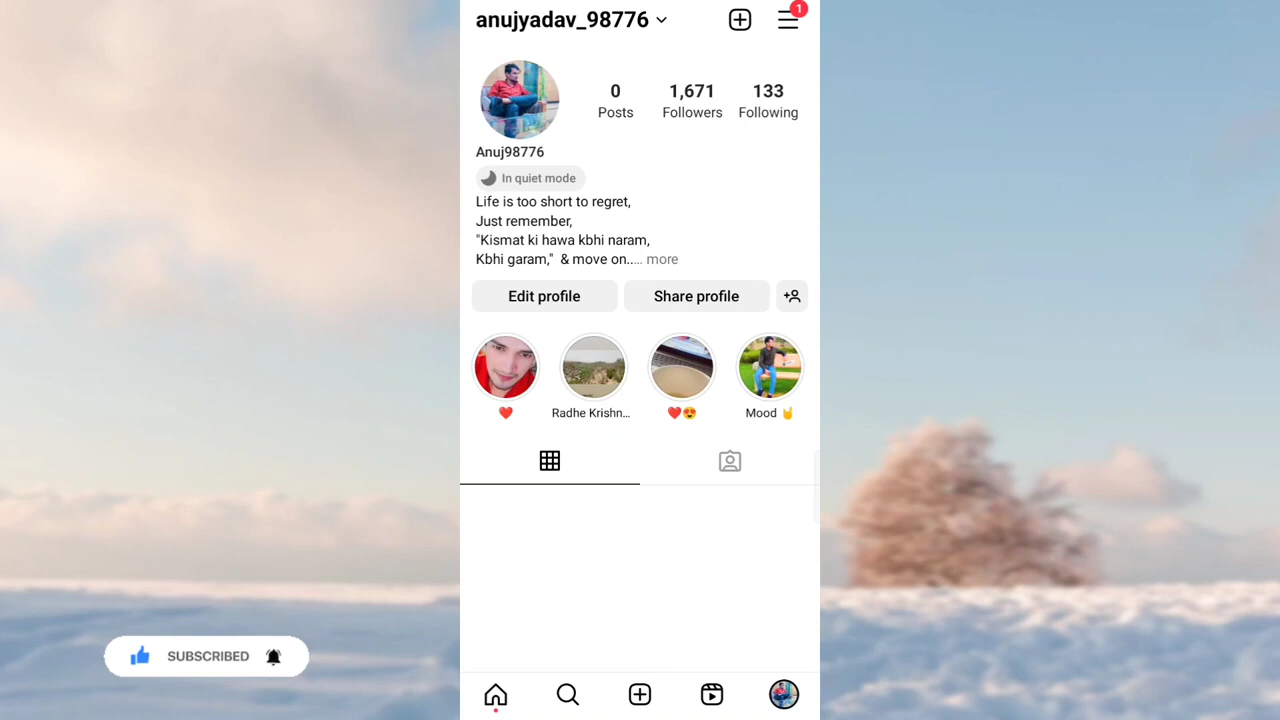 anujyadav_98776
1
0
Posts
1,671
Followers
133
Following
Anuj98776
In quiet mode
Life is too short to regret,
Just remember,
"Kismat ki hawa kbhi naram,
Kbhi garam,"  & move on..... more
Edit profile
Share profile
❤️
Radhe Krishn...
❤️😍
Mood 🤘
SUBSCRIBED